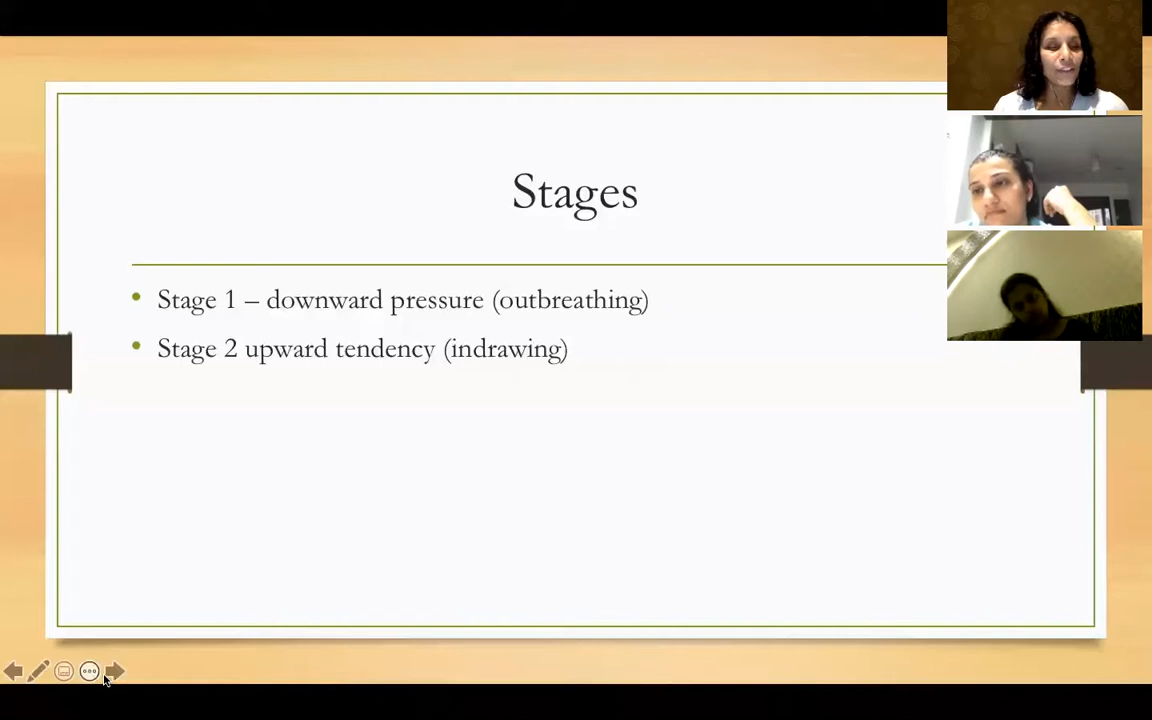 Stages
• Stage 1 – downward pressure (outbreathing)
• Stage 2 upward tendency (indrawing)